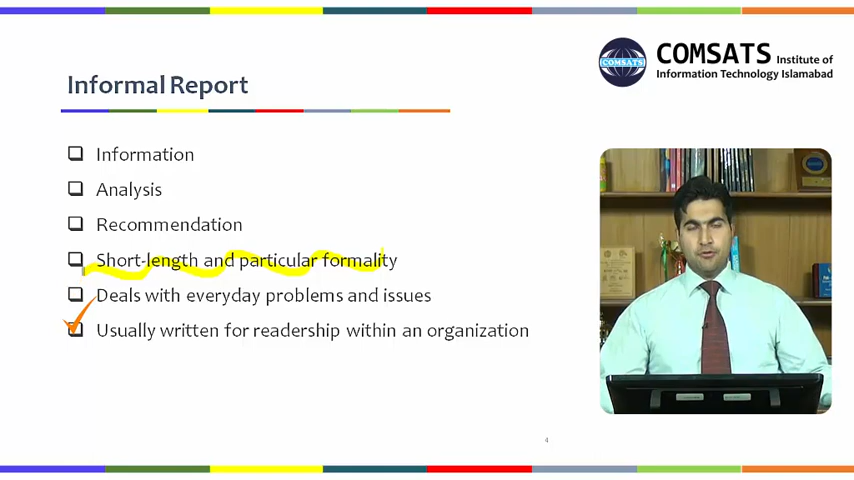 COMSATS Institute of
Information Technology Islamabad
COMSATS
Informal Report
Information
Analysis
Recommendation
Short-length and particular formality
Deals with everyday problems and issues
Usually written for readership within an organization
4